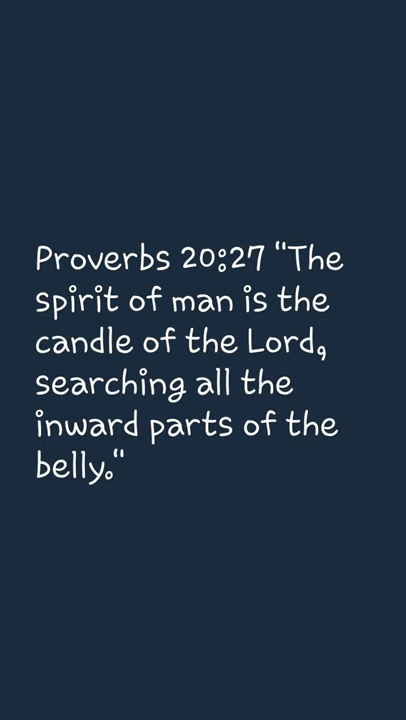 Proverbs 20:27 "The
spirit of man is the
candle of the Lord,
searching all the
inward parts of the
belly."